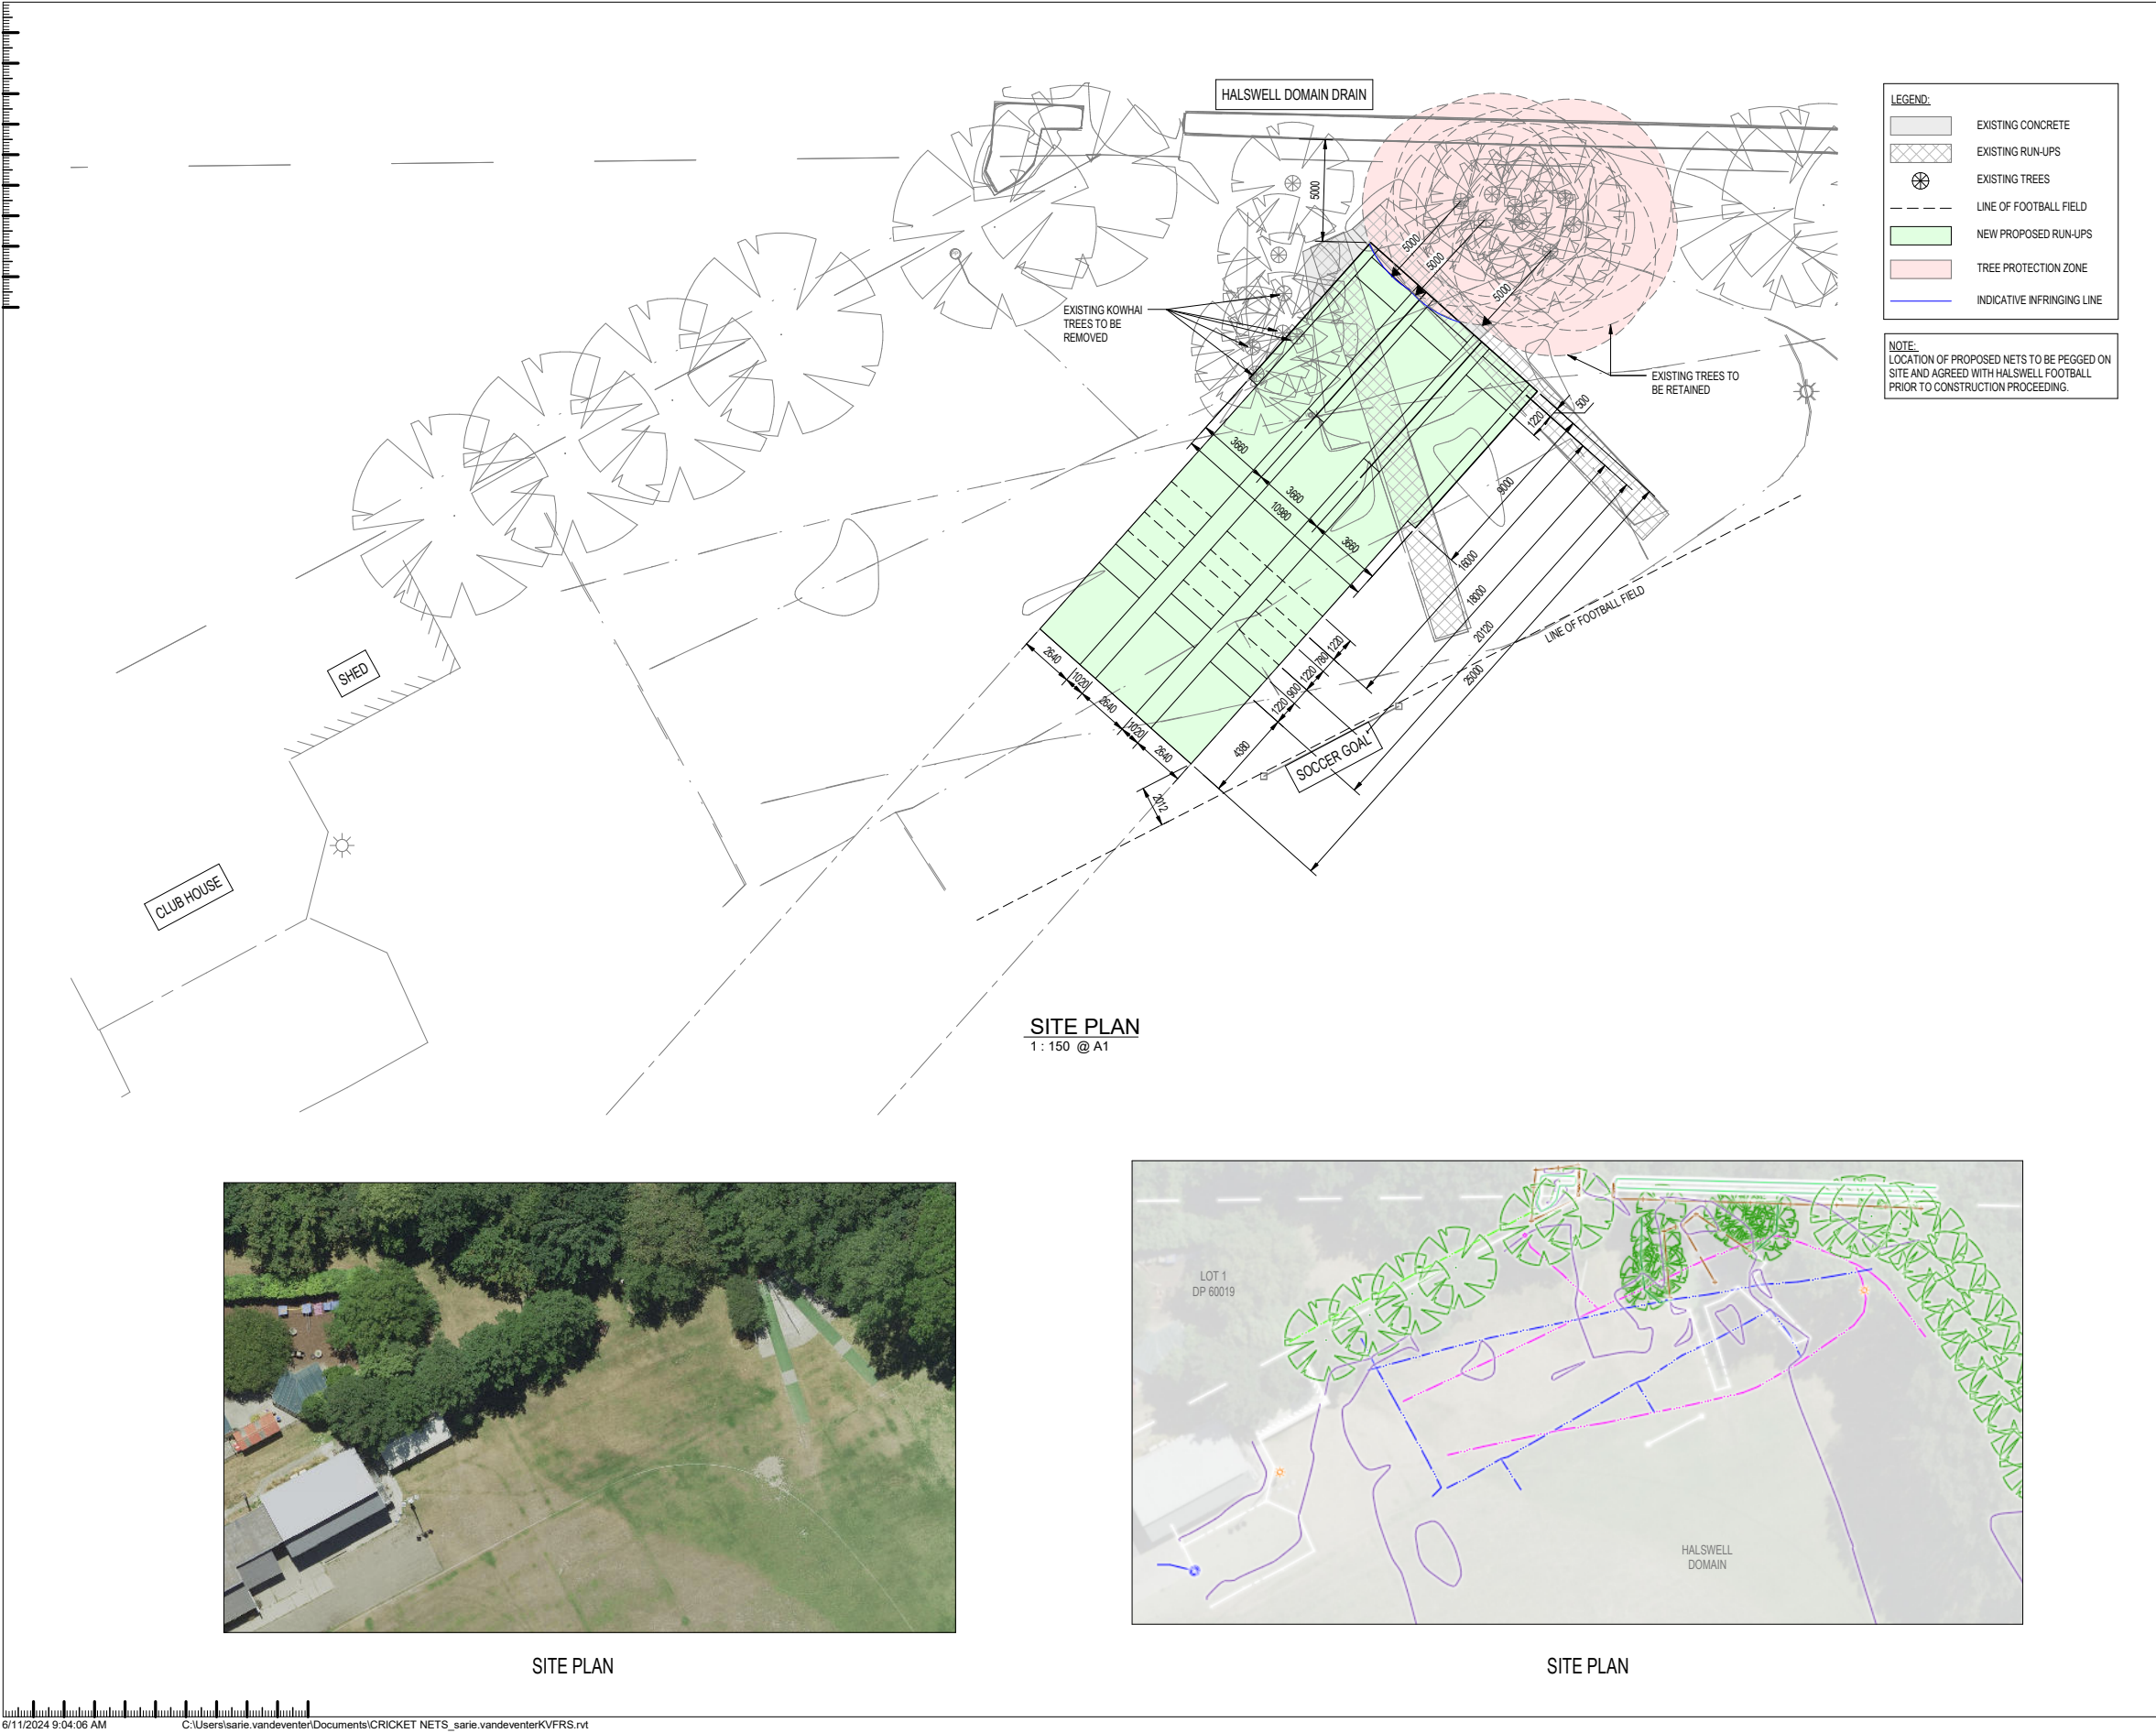 HALSWELL DOMAIN DRAIN
LEGEND:
EXISTING CONCRETE
EXISTING RUN-UPS
EXISTING TREES
LINE OF FOOTBALL FIELD
NEW PROPOSED RUN-UPS
TREE PROTECTION ZONE
INDICATIVE INFRINGING LINE
NOTE:
LOCATION OF PROPOSED NETS TO BE PEGGED ON
SITE AND AGREED WITH HALSWELL FOOTBALL
PRIOR TO CONSTRUCTION PROCEEDING.
5000
5000
5000
5000
EXISTING KOWHAI
TREES TO BE
REMOVED
EXISTING TREES TO
BE RETAINED
500
1220
3660
3660
10980
3660
9000
16000
18000
20120
25000
LINE OF FOOTBALL FIELD
1220
780
1220
900
1220
4380
2640
1020
2640
1020
2640
2012
SOCCER GOAL
SHED
CLUB HOUSE
SITE PLAN
1 : 150 @ A1
LOT 1
DP 60019
HALSWELL
DOMAIN
SITE PLAN
SITE PLAN
6/11/2024 9:04:06 AM
C:\Users\sarie.vandeventer\Documents\CRICKET NETS_sarie.vandeventerKVFRS.rvt